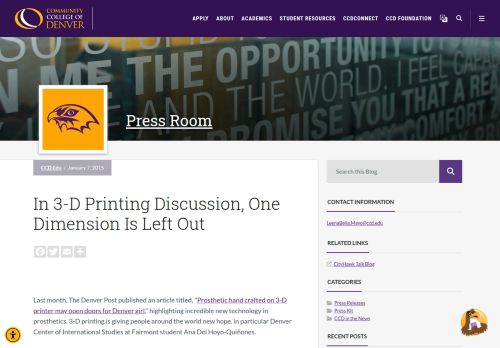 COMMUNITY
COLLEGE OF
DENVER
APPLY ABOUT ACADEMICS STUDENT RESOURCES CCDCONNECT CCD FOUNDATION
ME THE OPPORTUNITY
AND THE WORLD. I FEEL
PROMISE YOU THAT A
Press Room
CCD.Edu / January 7, 2015
In 3-D Printing Discussion, One
Dimension Is Left Out
Last month, The Denver Post published an article titled, "Prosthetic hand crafted on 3-D
printer may open doors for Denver girl," highlighting incredible new technology in
prosthetics. 3-D printing is giving people around the world new hope, in particular Denver
Center of International Studies at Fairmont student Ana Del Hoyo-Quiñones.
Search this Blog
CONTACT INFORMATION
LeenaBella.Mayo@ccd.edu
RELATED LINKS
CityHawk Talk Blog
CATEGORIES
Press Releases
Press Kit
CCD in the News
RECENT POSTS